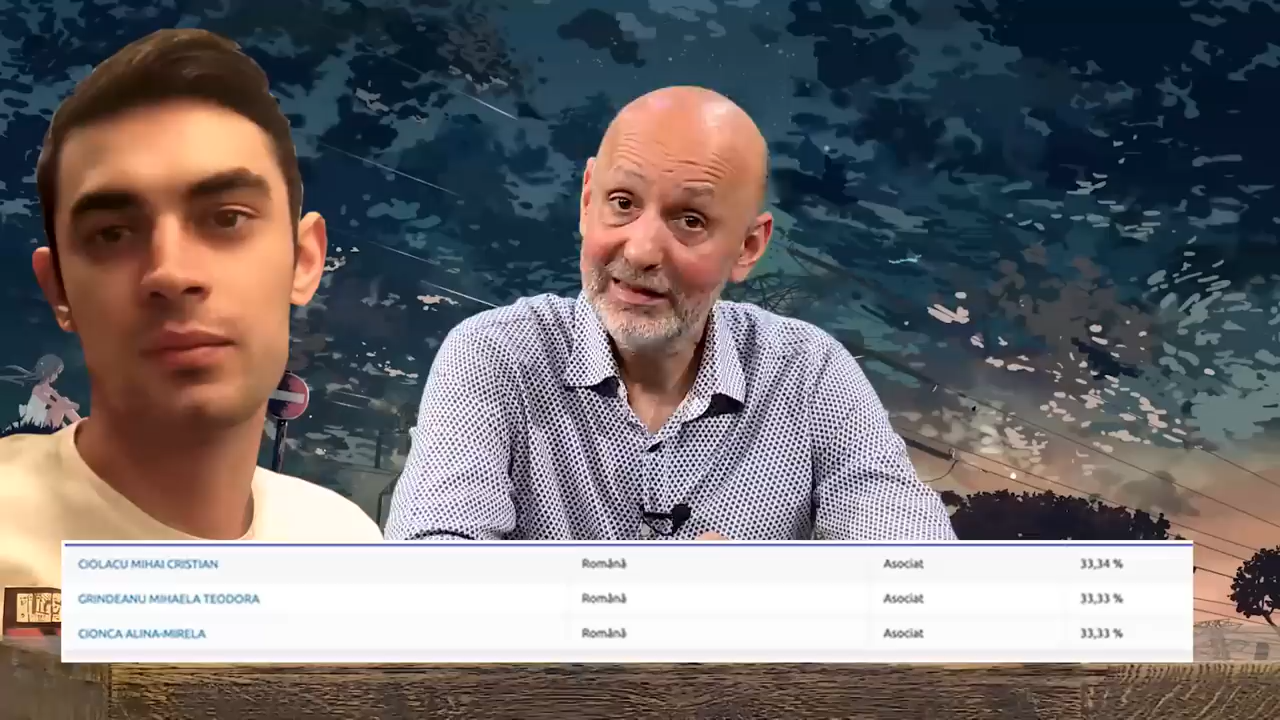 CIOLACU MIHAI CRISTIAN Română Asociat 33,34 %
GRINDEANU MIHAELA TEODORA Română Asociat 33,33 %
CIONCA ALINA-MIRELA Română Asociat 33,33 %